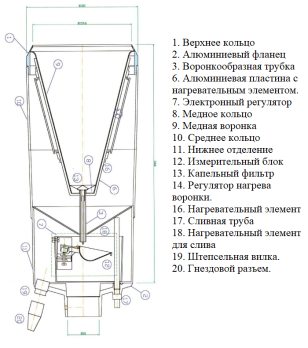 1. Верхнее кольцо
2. Алюминневый фланец
3. Воронкообразная трубка
6. Алюминневая пластина с
нагревательным элементом.
7. Электронный регулятор
8. Медное кольцо
9. Медная воронка
10. Среднее кольцо
11. Нижнее отделение
12. Измерительный блок
13. Капельный фильтр
14. Регулятор нагрева
воронки.
16. Нагревательный элемент
17. Сливная труба
18. Нагревательный элемент
для слива
19. Штепсельная вилка.
20. Гнездовой разъем.